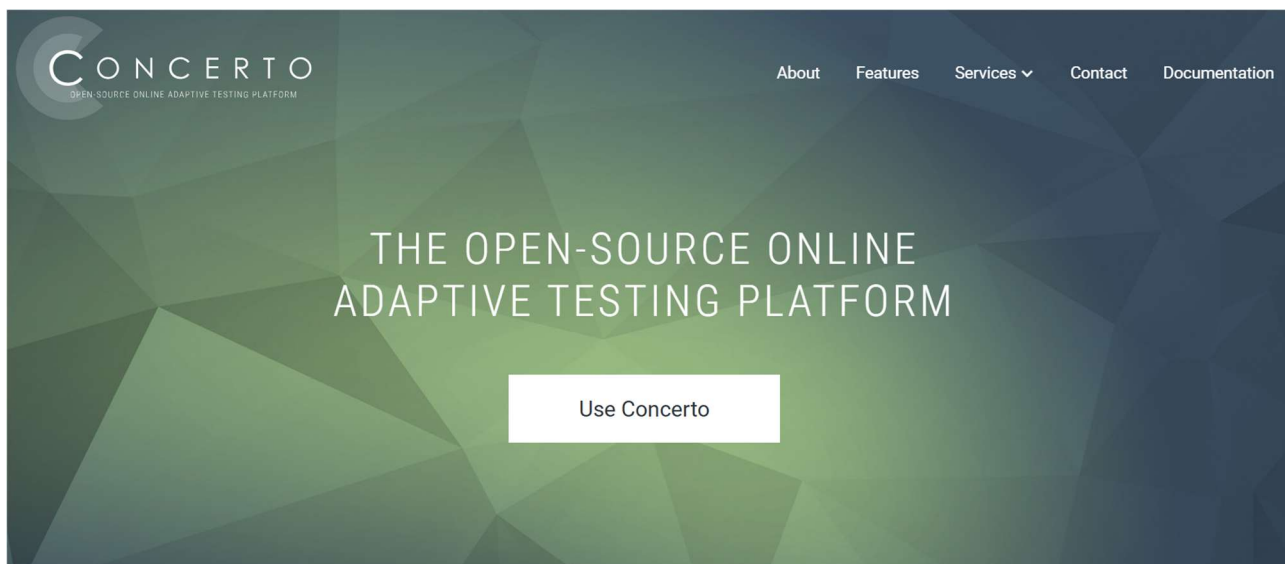 CONCERTO
OPEN-SOURCE ONLINE ADAPTIVE TESTING PLATFORM
About Features Services Contact Documentation
THE OPEN-SOURCE ONLINE
ADAPTIVE TESTING PLATFORM
Use Concerto